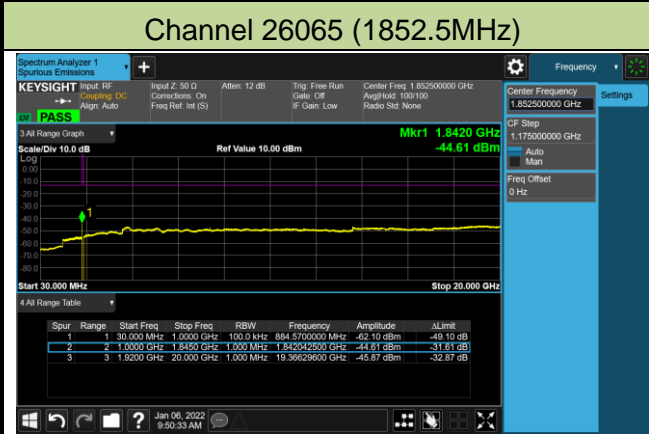 Channel 26065 (1852.5MHz)
Spectrum Analyzer 1
Spurious Emissions
Frequency
KEYSIGHT
Input: RF
Coupling: DC
Align: Auto
Input Z: 50 Ω
Corrections: On
Freq Ref: Int (S)
Atten: 12 dB
Trig: Free Run
Gate: Off
IF Gain: Low
Center Freq: 1.852500000 GHz
Avg|Hold: 100/100
Radio Std: None
PASS
Center Frequency
1.852500000 GHz
Settings
CF Step
1.175000000 GHz
Auto
Man
Freq Offset
0 Hz
3 All Range Graph
Mkr1 1.8420 GHz
Scale/Div 10.0 dB
Ref Value 10.00 dBm
-44.61 dBm
Log
0.00
-10.0
-20.0
-30.0
-40.0
-50.0
-60.0
-70.0
-80.0
1
Start 30.000 MHz
Stop 20.000 GHz
4 All Range Table
Spur Range Start Freq Stop Freq RBW Frequency Amplitude ΔLimit
1 1 30.000 MHz 1.0000 GHz 100.0 kHz 884.5700000 MHz -62.10 dBm -49.10 dB
2 2 1.0000 GHz 1.8450 GHz 1.000 MHz 1.842042500 GHz -44.61 dBm -31.61 dB
3 3 1.9200 GHz 20.000 GHz 1.000 MHz 19.36629600 GHz -45.87 dBm -32.87 dB
Jan 06, 2022
9:50:33 AM